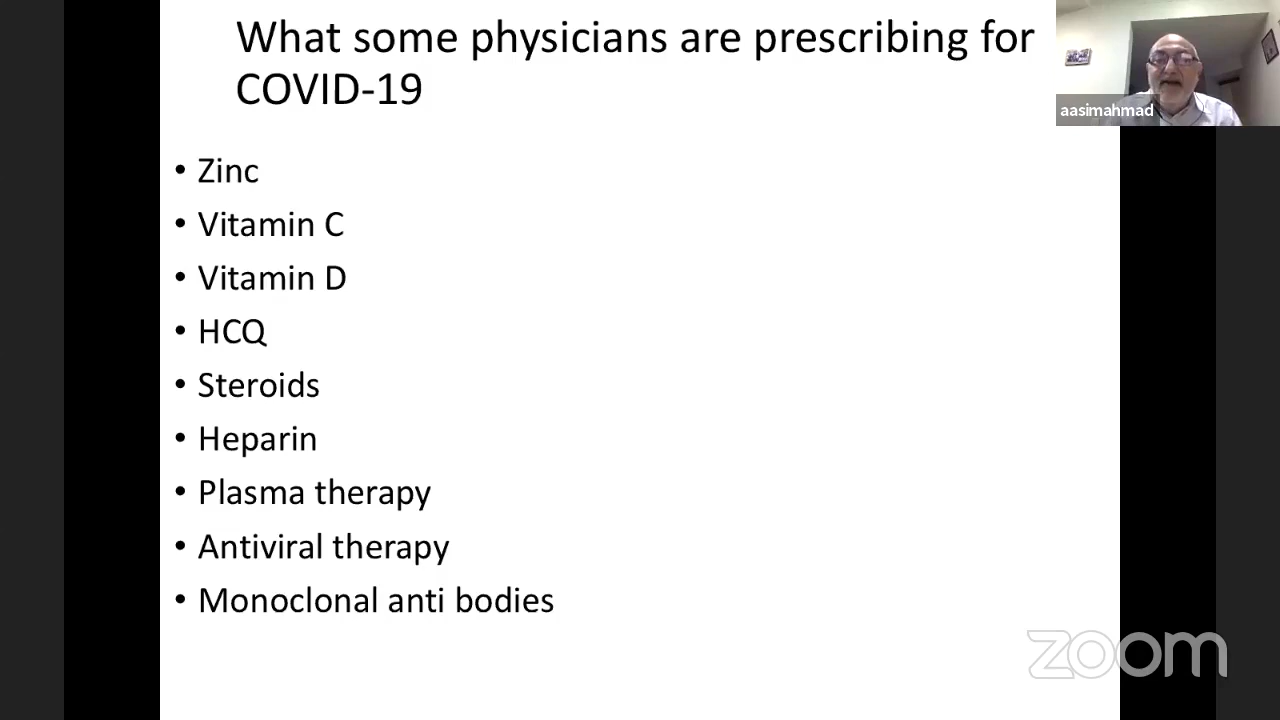 What some physicians are prescribing for
COVID-19
aasimahmad
• Zinc
• Vitamin C
• Vitamin D
• HCQ
• Steroids
• Heparin
• Plasma therapy
• Antiviral therapy
• Monoclonal anti bodies
zoom